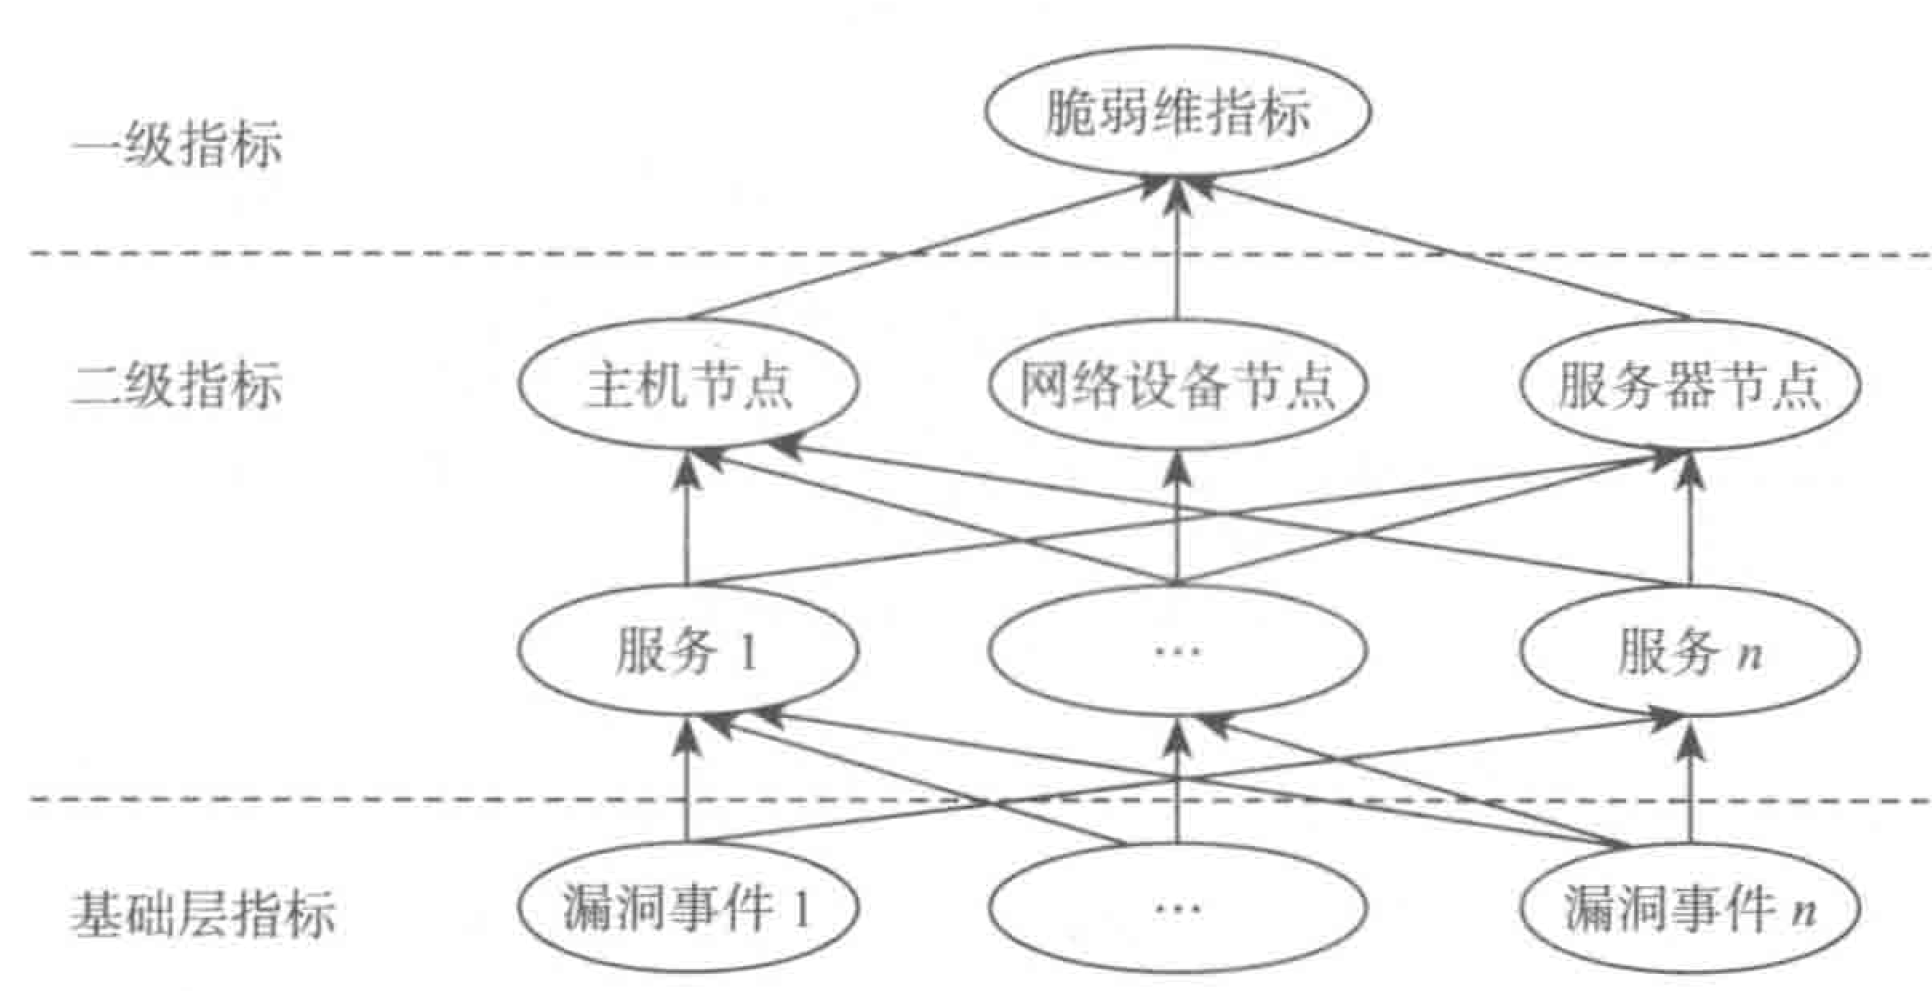 脆弱维指标
一级指标
二级指标
主机节点
网络设备节点
服务器节点
服务 1
···
服务 n
基础层指标
漏洞事件 1
···
漏洞事件 n